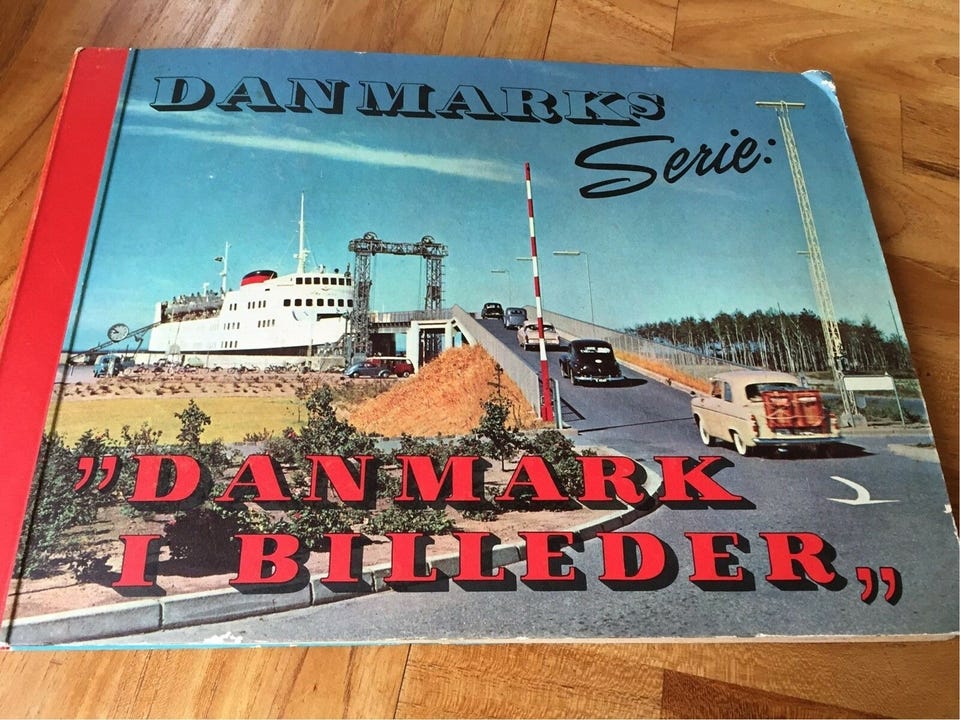 DANMARKS
Serie:
”DANMARK
I BILLEDER„